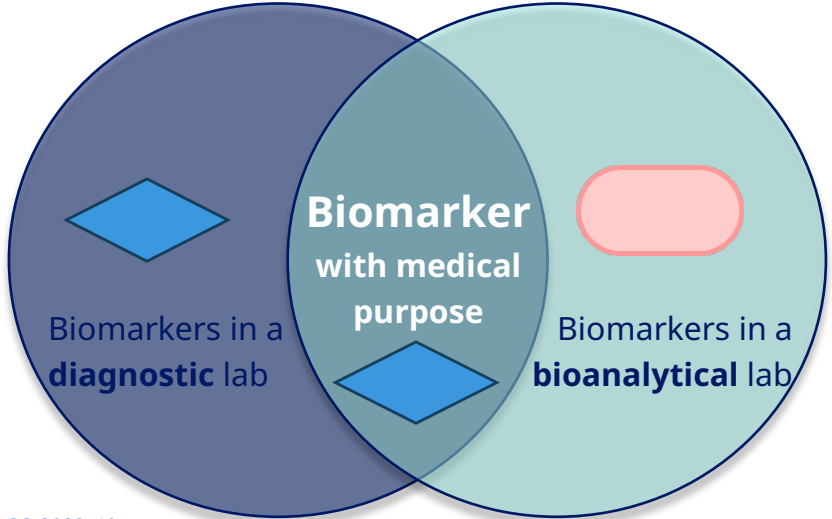 Biomarker
with medical
purpose
Biomarkers in a
diagnostic lab
Biomarkers in a
bioanalytical lab